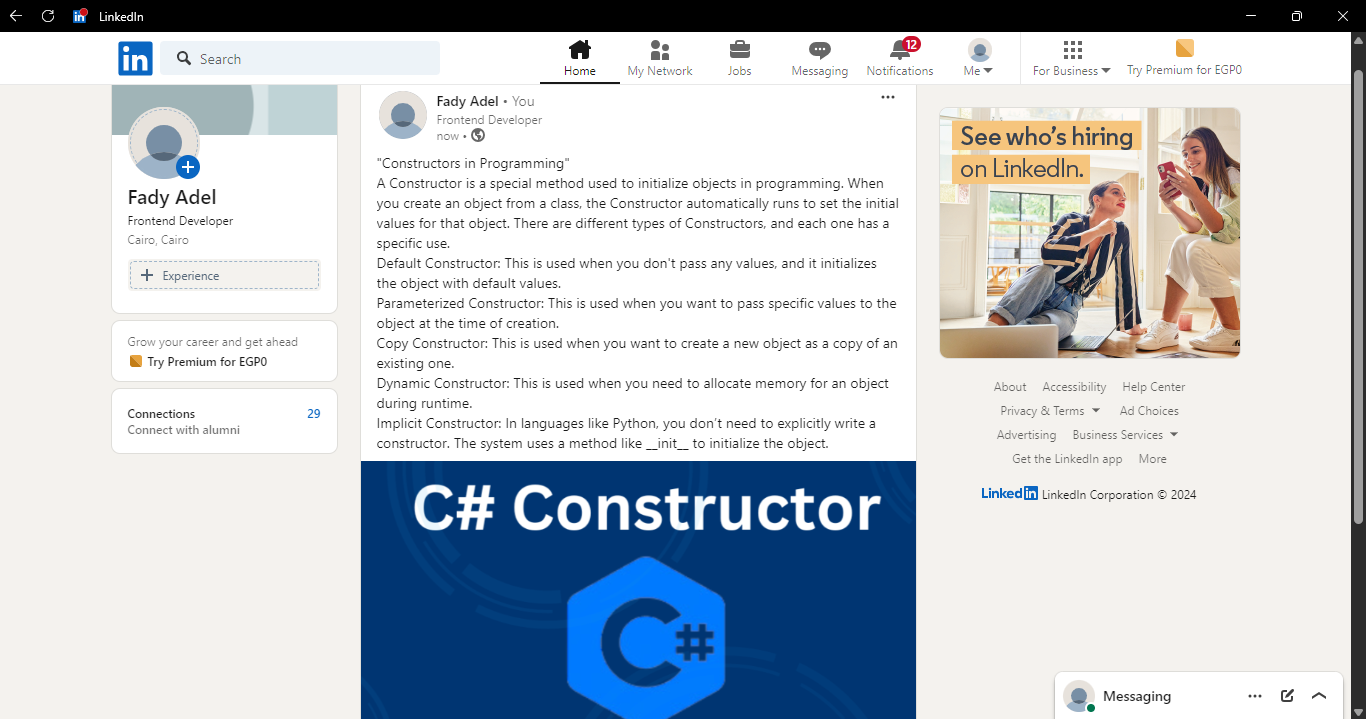 LinkedIn
in
Search
Home
My Network
Jobs
Messaging
12
Notifications
Me
For Business
Try Premium for EGP0
Fady Adel
Frontend Developer
Cairo, Cairo
+ Experience
Grow your career and get ahead
Try Premium for EGP0
Connections 29
Connect with alumni
Fady Adel • You
Frontend Developer
now •
"Constructors in Programming"
A Constructor is a special method used to initialize objects in programming. When
you create an object from a class, the Constructor automatically runs to set the initial
values for that object. There are different types of Constructors, and each one has a
specific use.
Default Constructor: This is used when you don't pass any values, and it initializes
the object with default values.
Parameterized Constructor: This is used when you want to pass specific values to the
object at the time of creation.
Copy Constructor: This is used when you want to create a new object as a copy of an
existing one.
Dynamic Constructor: This is used when you need to allocate memory for an object
during runtime.
Implicit Constructor: In languages like Python, you don’t need to explicitly write a
constructor. The system uses a method like __init__ to initialize the object.
C# Constructor
C#
See who’s hiring
on LinkedIn.
About Accessibility Help Center
Privacy & Terms Ad Choices
Advertising Business Services
Get the LinkedIn app More
LinkedIn LinkedIn Corporation © 2024
Messaging